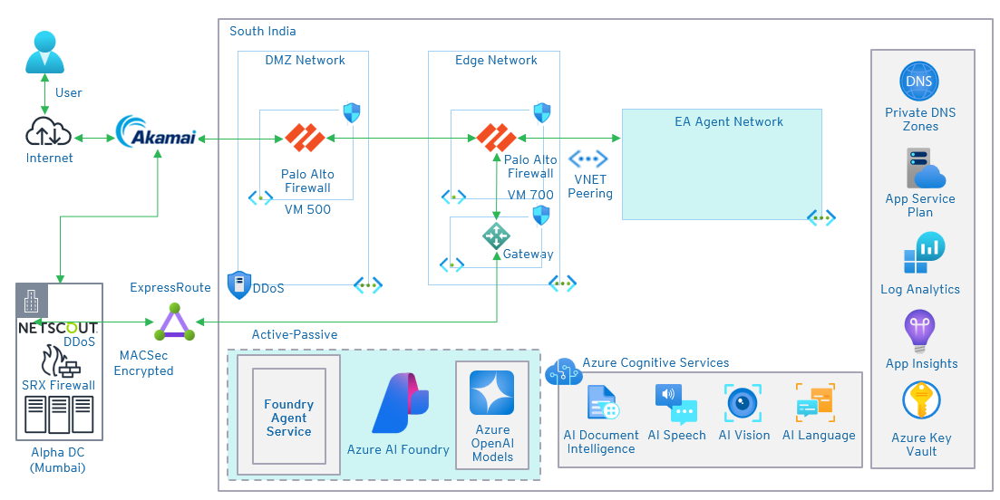 South India
DMZ Network
Edge Network
EA Agent Network
User
Internet
Akamai
Palo Alto
Firewall
VM 500
Palo Alto
Firewall
VM 700
VNET
Peering
Gateway
DDoS
DNS
Private DNS
Zones
App Service
Plan
Log Analytics
App Insights
Azure Key
Vault
ExpressRoute
MACSec
Encrypted
NETSCOUT
DDoS
SRX Firewall
Alpha DC
(Mumbai)
Active-Passive
Foundry
Agent
Service
Azure AI Foundry
Azure
OpenAI
Models
Azure Cognitive Services
AI Document
Intelligence
AI Speech
AI Vision
AI Language